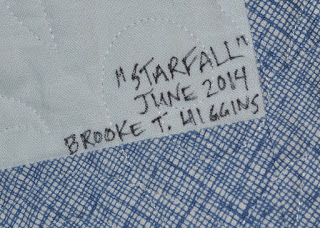 "STARFALL"
JUNE 2014
BROOKE T. HIGGINS